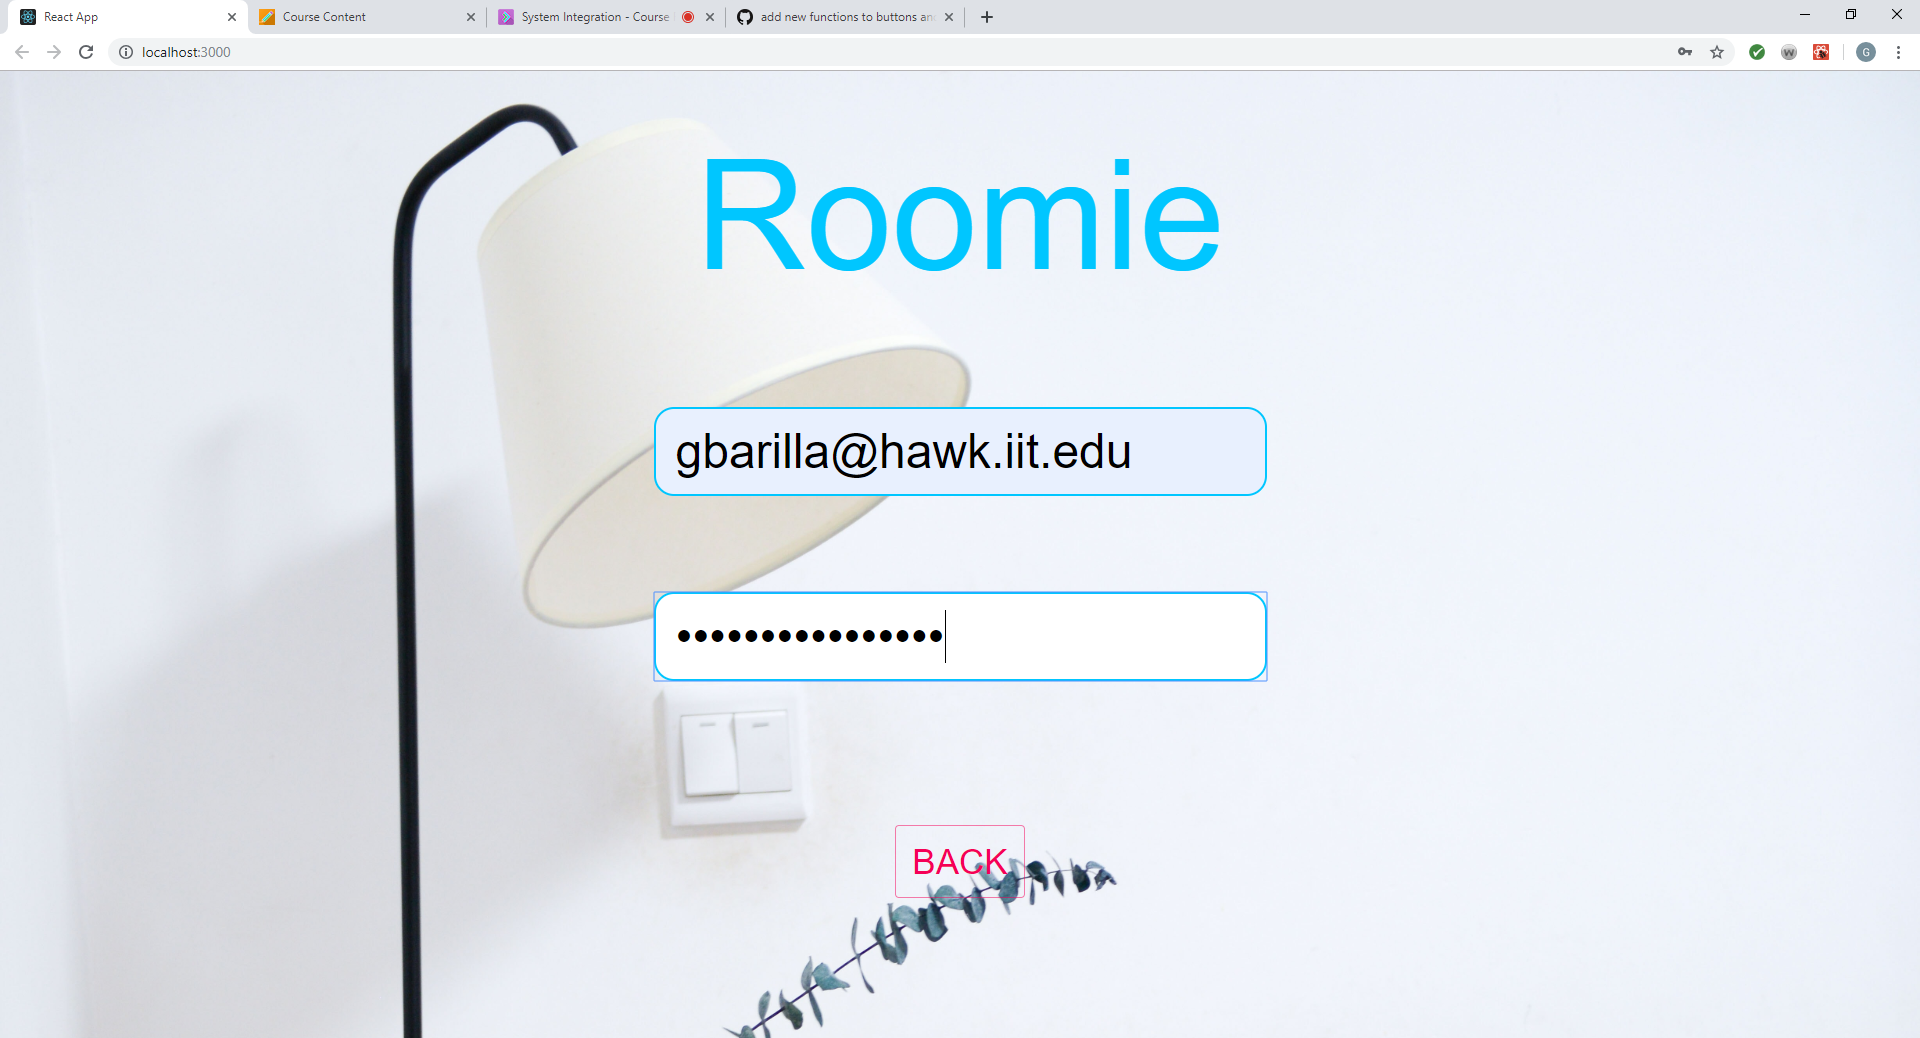 React App
Course Content
System Integration - Course
add new functions to buttons an
localhost:3000
G
Roomie
gbarilla@hawk.iit.edu
••••••••••••••••
BACK